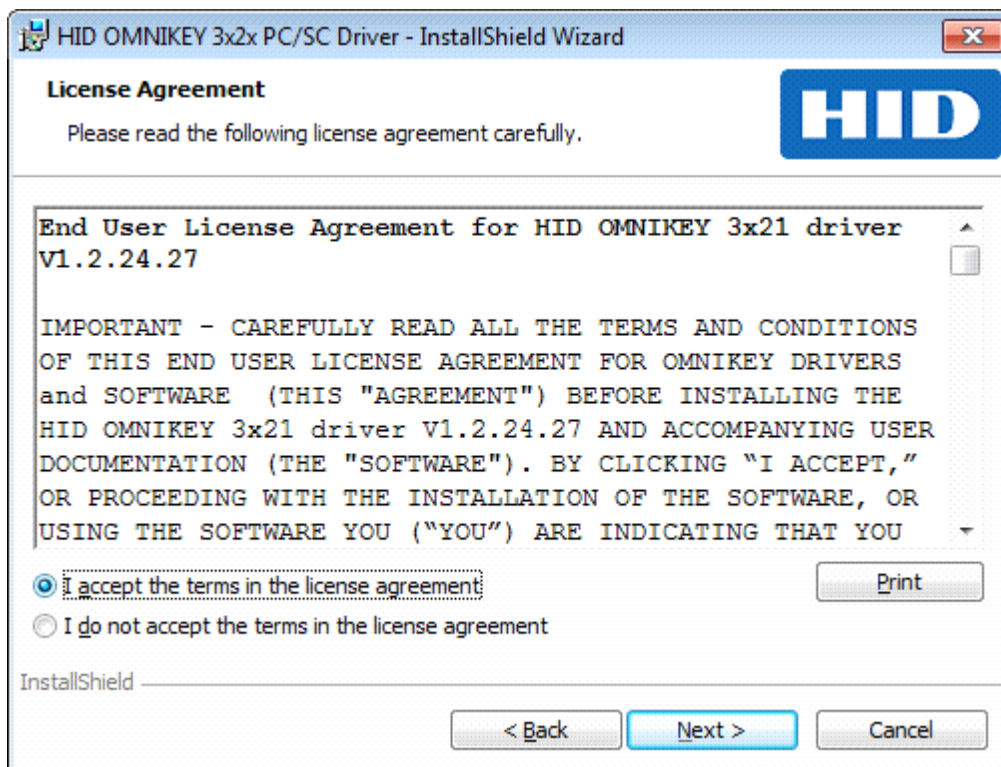 HID OMNIKEY 3x2x PC/SC Driver - InstallShield Wizard
License Agreement
Please read the following license agreement carefully.
HID
End User License Agreement for HID OMNIKEY 3x21 driver
V1.2.24.27
IMPORTANT - CAREFULLY READ ALL THE TERMS AND CONDITIONS
OF THIS END USER LICENSE AGREEMENT FOR OMNIKEY DRIVERS
and SOFTWARE  (THIS "AGREEMENT") BEFORE INSTALLING THE
HID OMNIKEY 3x21 driver V1.2.24.27 AND ACCOMPANYING USER
DOCUMENTATION (THE "SOFTWARE"). BY CLICKING “I ACCEPT,”
OR PROCEEDING WITH THE INSTALLATION OF THE SOFTWARE, OR
USING THE SOFTWARE YOU (“YOU”) ARE INDICATING THAT YOU
I accept the terms in the license agreement
Print
I do not accept the terms in the license agreement
InstallShield
< Back
Next >
Cancel